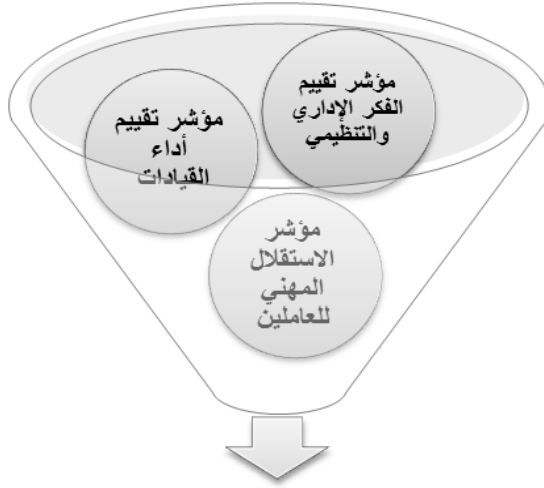 مؤشر تقييم
الفكر الإداري
والتنظيمي
مؤشر تقييم
أداء
القيادات
مؤشر
الاستقلال
المهني
للعاملين